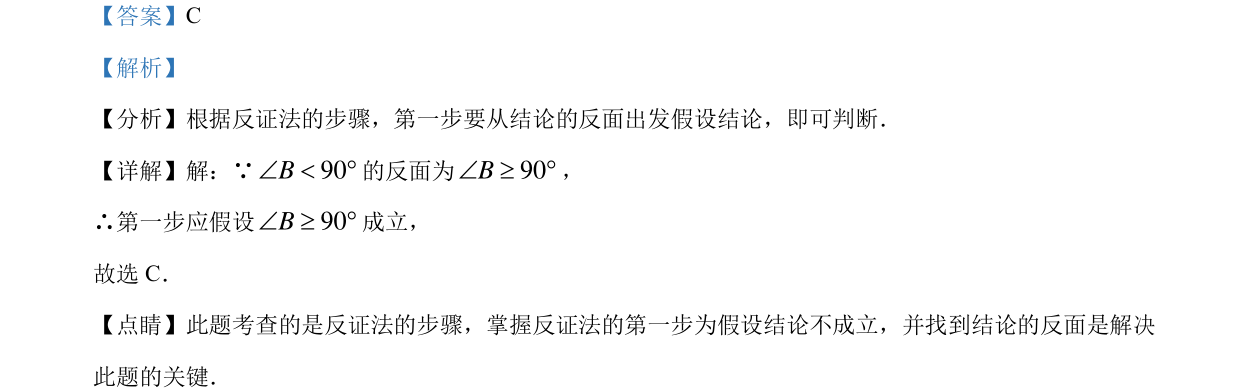 【答案】C
【解析】
【分析】根据反证法的步骤，第一步要从结论的反面出发假设结论，即可判断．
【详解】解：∵∠B＜90°的反面为∠B≥90°，
∴第一步应假设∠B≥90°成立，
故选 C．
【点睛】此题考查的是反证法的步骤，掌握反证法的第一步为假设结论不成立，并找到结论的反面是解决
此题的关键．